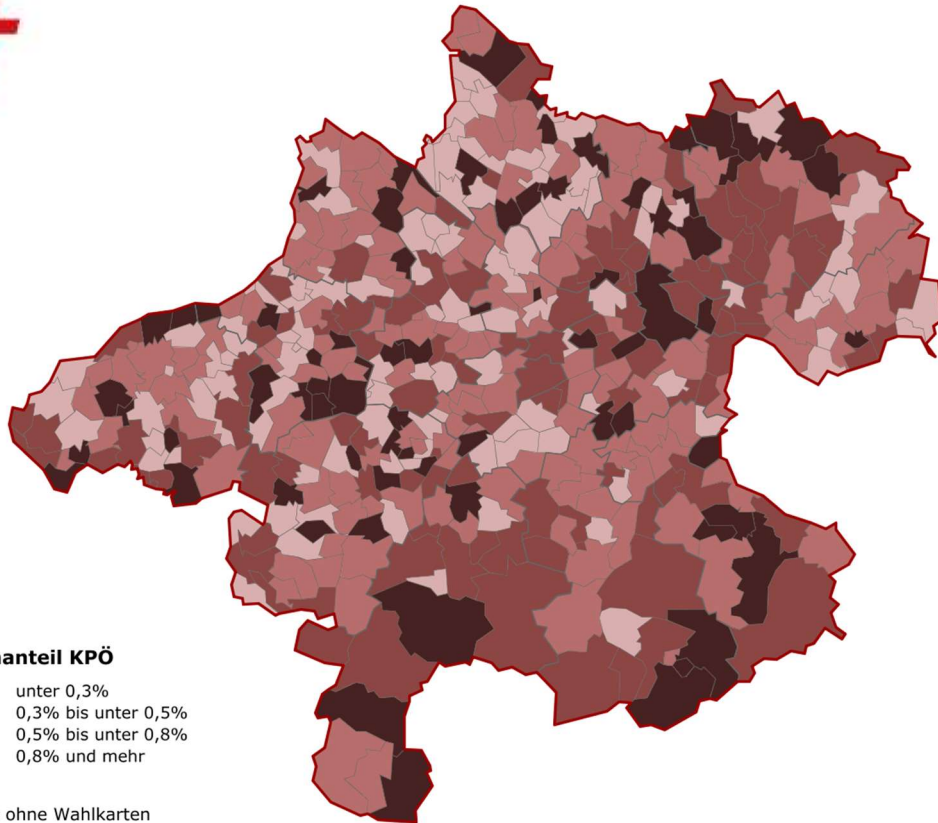 anteil KPÖ
unter 0,3%
0,3% bis unter 0,5%
0,5% bis unter 0,8%
0,8% und mehr
ohne Wahlkarten